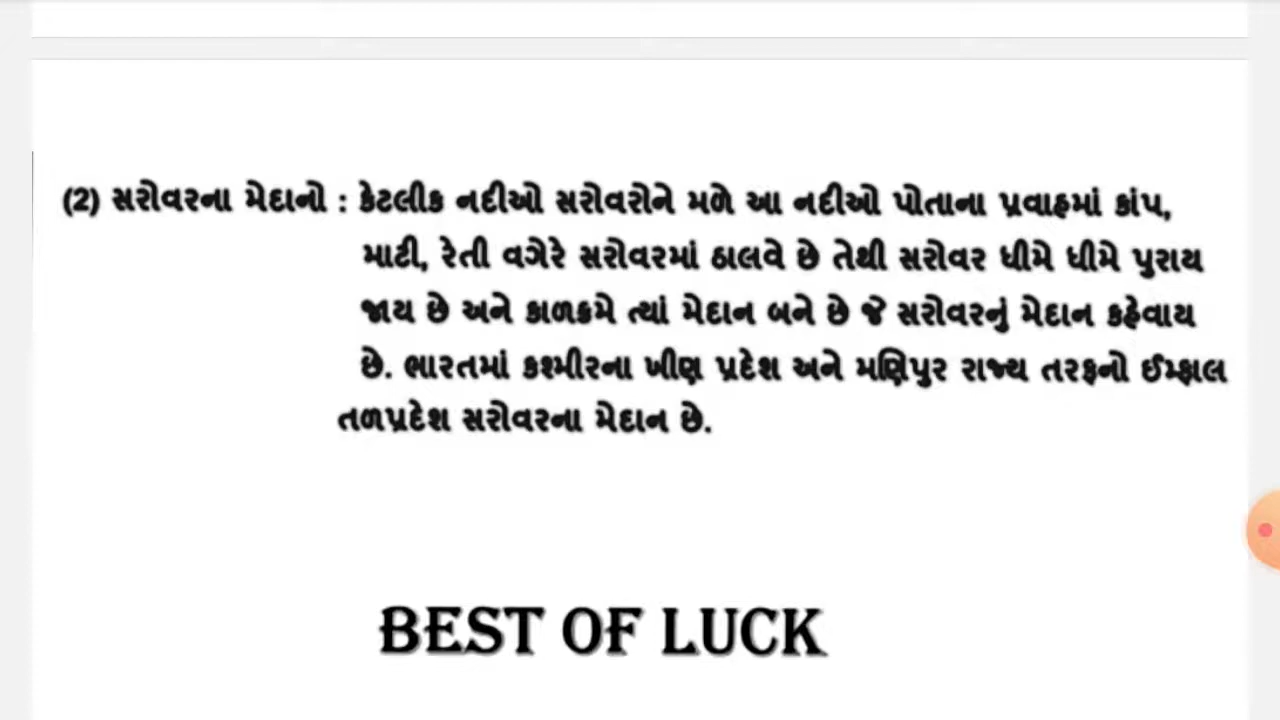 (2) સરોવરના મેદાનો : કેટલીક નદીઓ સરોવરોને મળે આ નદીઓ પોતાના પ્રવાહમાં કાંપ,
માટી, રેતી વગેરે સરોવરમાં ઠાલવે છે તેથી સરોવર ધીમે ધીમે પુરાય
જાય છે અને કાળક્રમે ત્યાં મેદાન બને છે જે સરોવરનું મેદાન કહેવાય
છે. ભારતમાં કશ્મીરના ખીણ પ્રદેશ અને મણિપુર રાજ્ય તરફનો ઈમ્ફાલ
તળપ્રદેશ સરોવરના મેદાન છે.
BEST OF LUCK